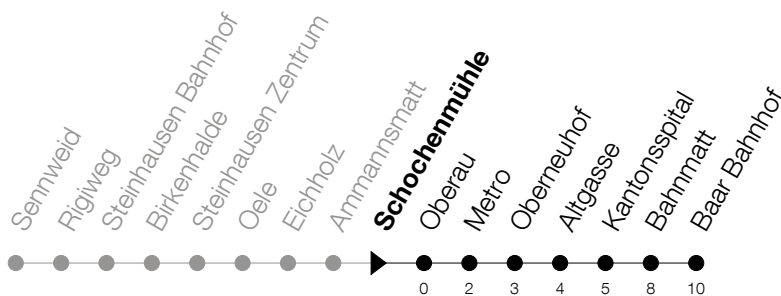 Sennweid
Rigiweg
Steinhausen Bahnhof
Birkenhalde
Steinhausen Zentrum
Oele
Eichholz
Ammannsmatt
Schochenmühle
Oberau
Metro
Oberneuhof
Altgasse
Kantonsspital
Bahnmatt
Baar Bahnhof
0 2 3 4 5 8 10